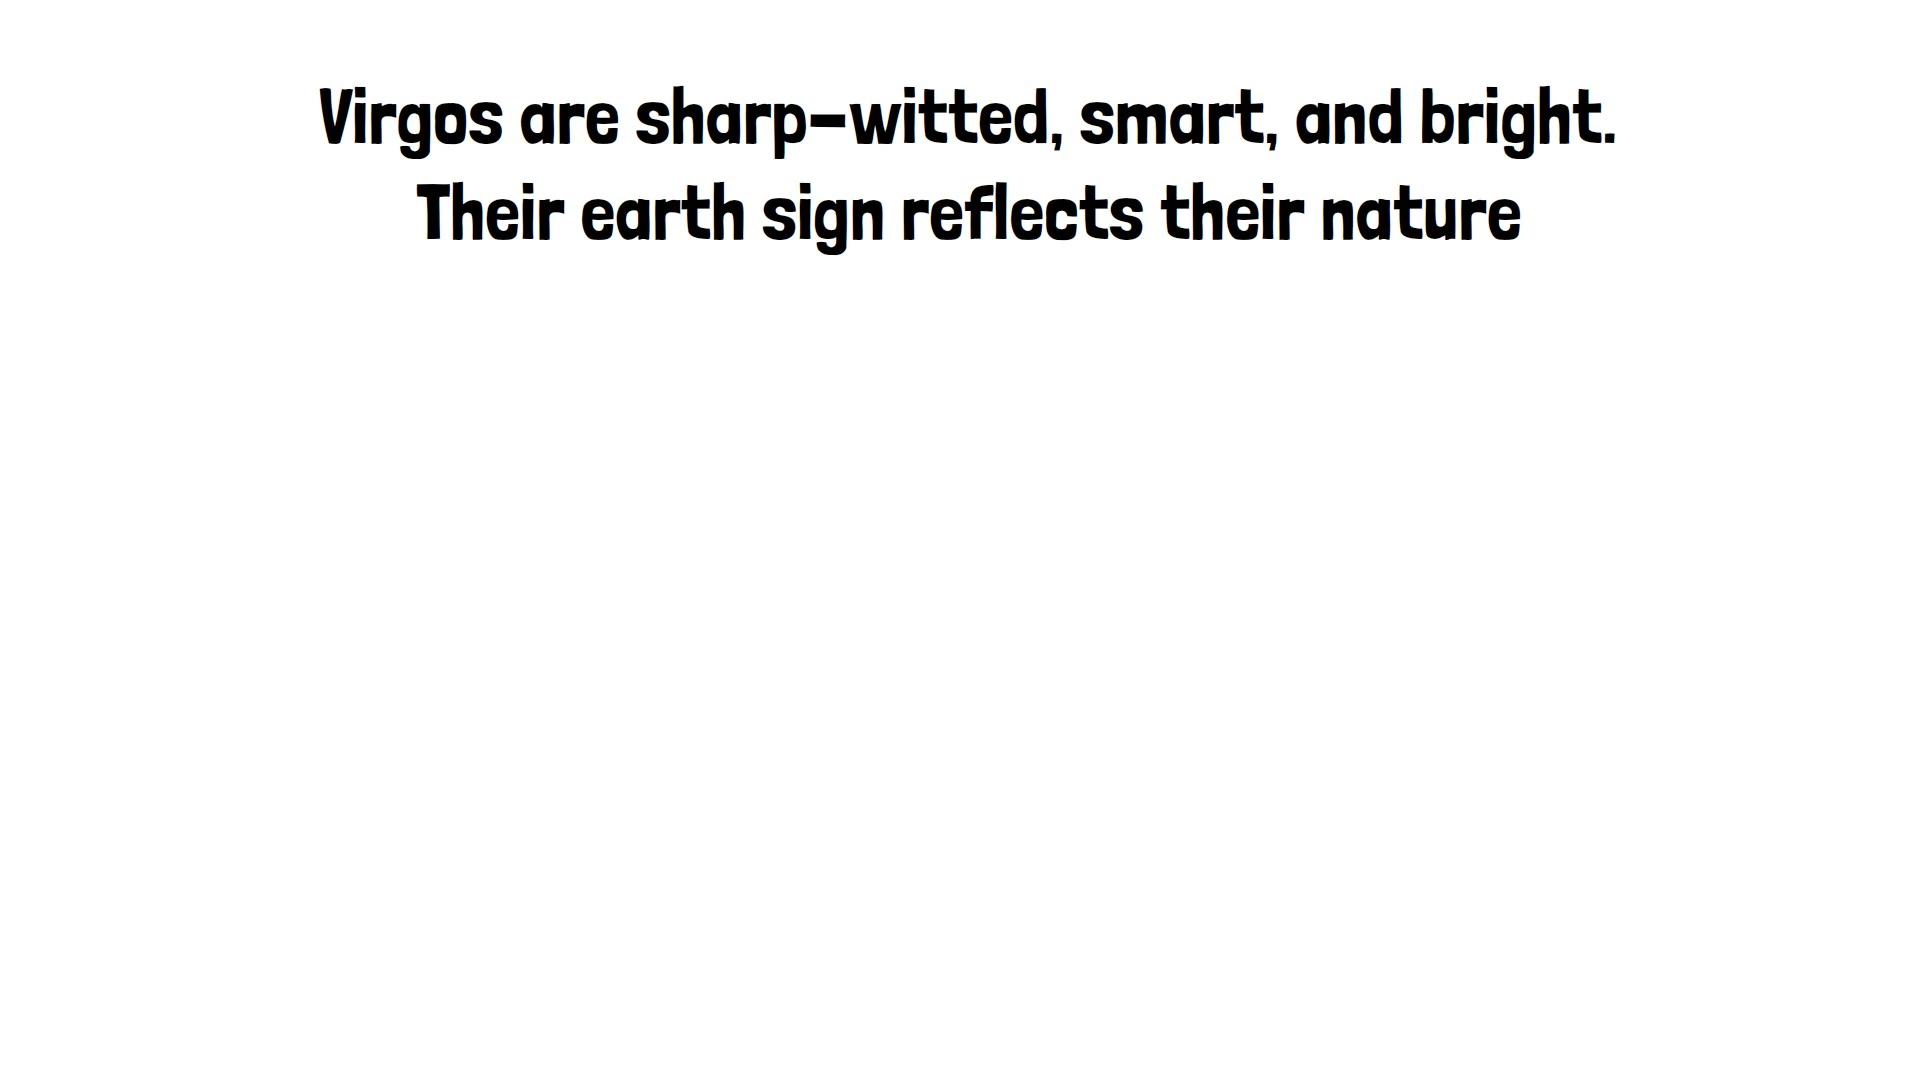 Virgos are sharp-witted, smart, and bright.
Their earth sign reflects their nature